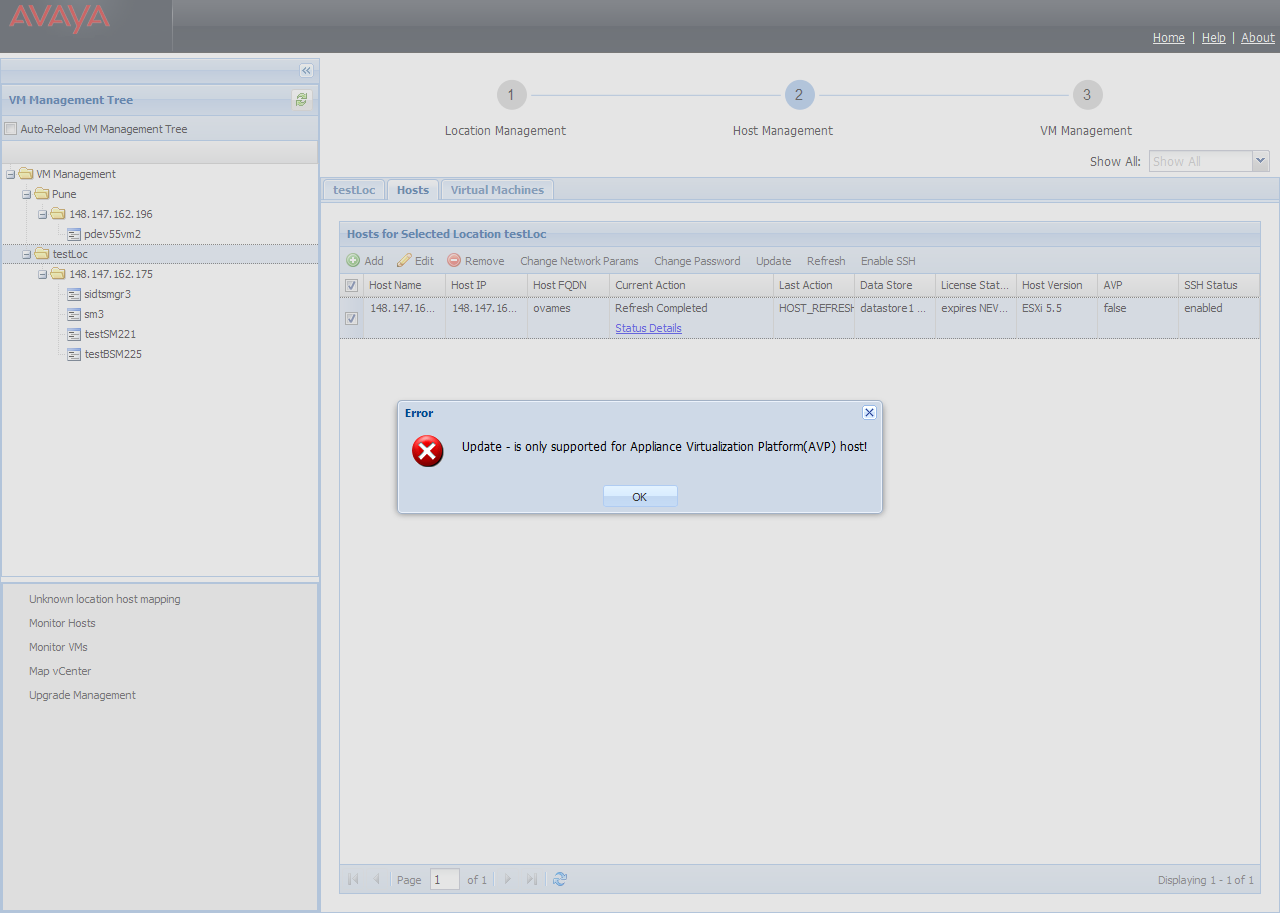 AVAYA
Home | Help | About
VM Management Tree
Auto-Reload VM Management Tree
VM Management
Pune
148.147.162.196
pdev55vm2
testLoc
148.147.162.175
sidtsmgr3
sm3
testSM221
testBSM225
Unknown location host mapping
Monitor Hosts
Monitor VMs
Map vCenter
Upgrade Management
1 2 3
Location Management Host Management VM Management
Show All: Show All
testLoc Hosts Virtual Machines
Hosts for Selected Location testLoc
Add Edit Remove Change Network Params Change Password Update Refresh Enable SSH
Host Name Host IP Host FQDN Current Action Last Action Data Store License Stat... Host Version AVP SSH Status
148.147.16... 148.147.16... ovames Refresh Completed HOST_REFRESH datastore1 ... expires NEV... ESXi 5.5 false enabled
Status Details
Error
Update - is only supported for Appliance Virtualization Platform(AVP) host!
OK
Page 1 of 1 Displaying 1 - 1 of 1